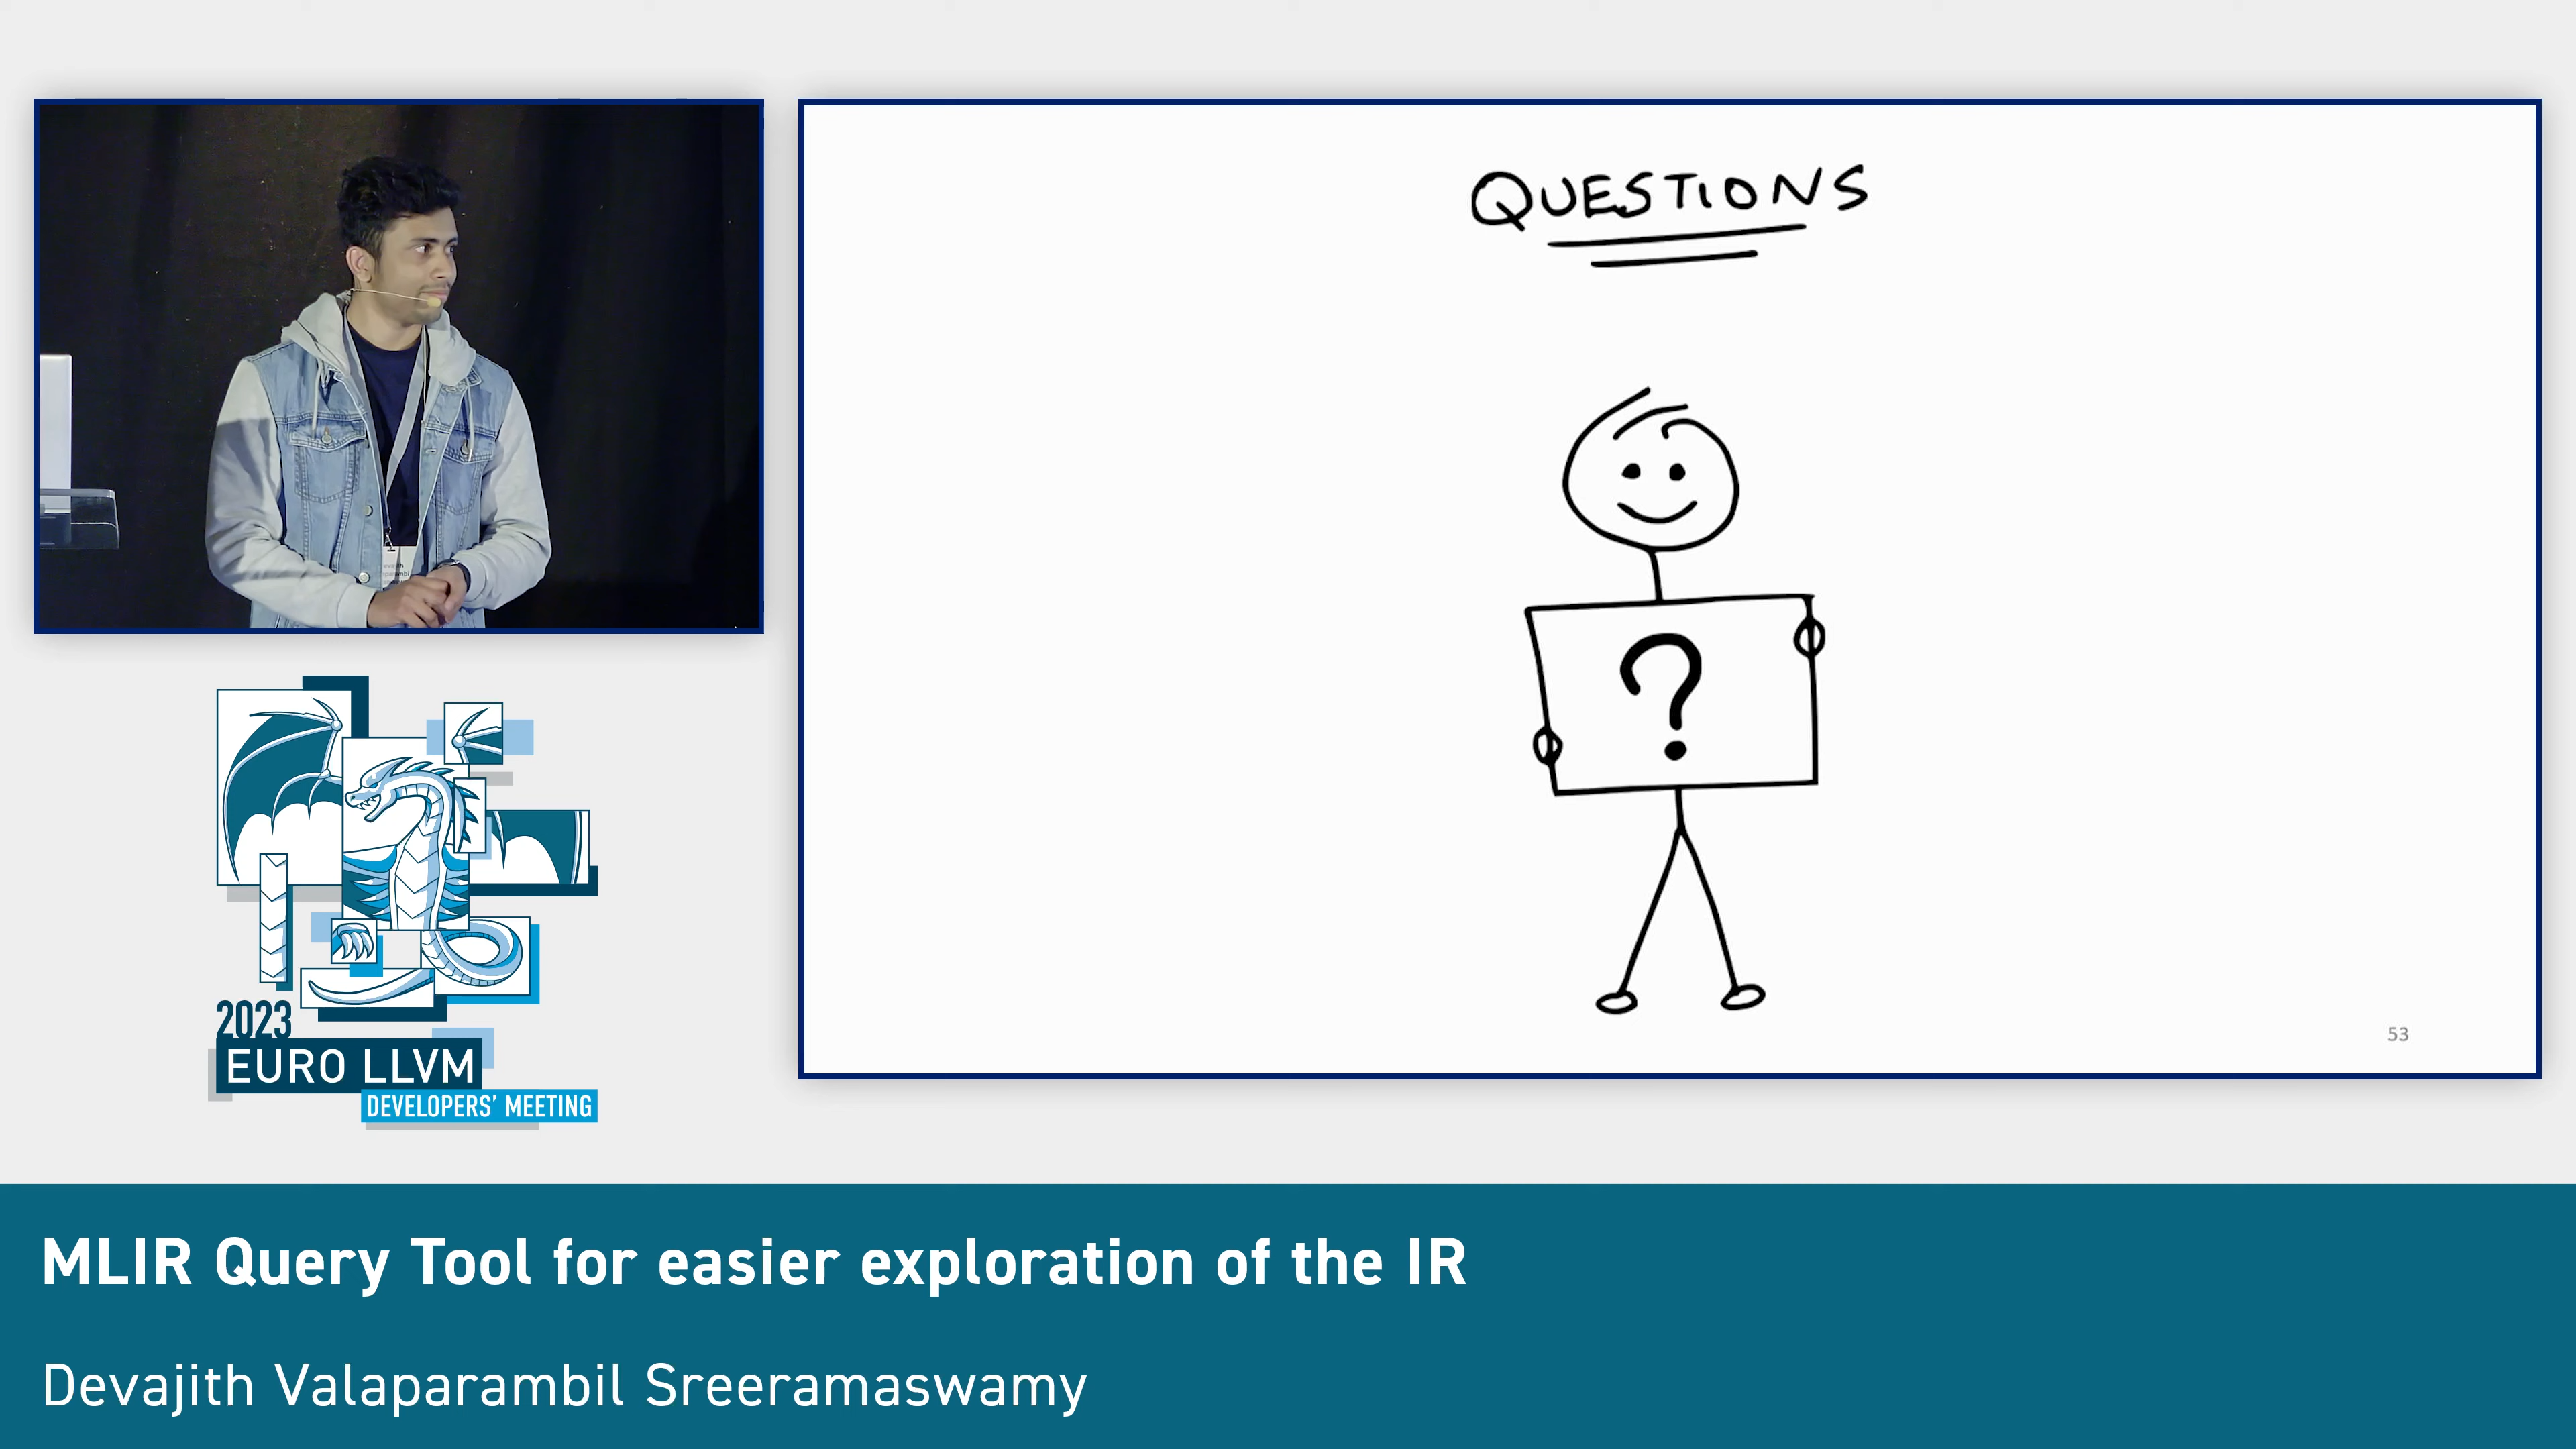 QUESTIONS
?
53
2023
EURO LLVM
DEVELOPERS' MEETING
MLIR Query Tool for easier exploration of the IR
Devajith Valaparambil Sreeramaswamy